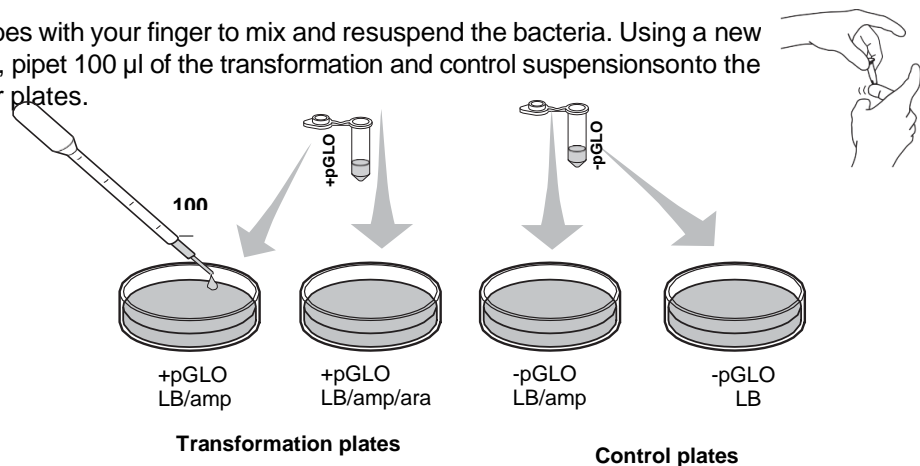 bes with your finger to mix and resuspend the bacteria. Using a new
, pipet 100 µl of the transformation and control suspensionsonto the
r plates.
+pGLO
-pGLO
100
+pGLO
LB/amp
+pGLO
LB/amp/ara
-pGLO
LB/amp
-pGLO
LB
Transformation plates
Control plates